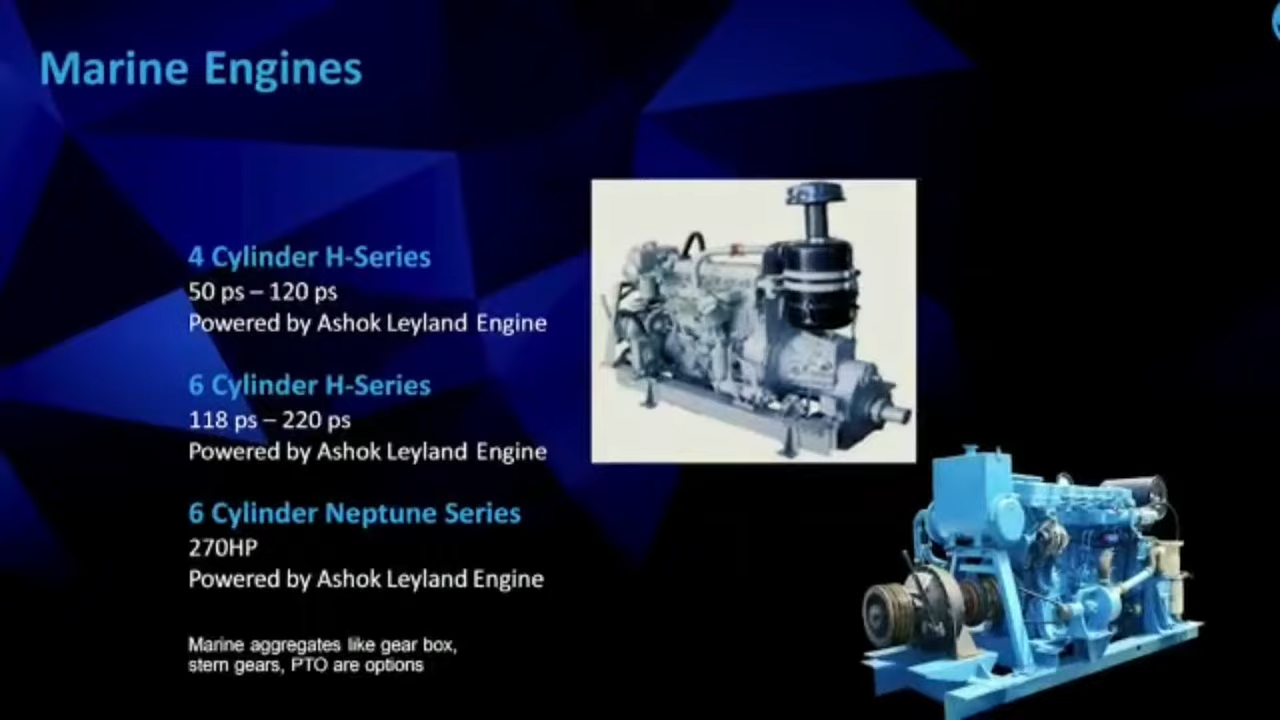 Marine Engines
4 Cylinder H-Series
50 ps – 120 ps
Powered by Ashok Leyland Engine
6 Cylinder H-Series
118 ps – 220 ps
Powered by Ashok Leyland Engine
6 Cylinder Neptune Series
270HP
Powered by Ashok Leyland Engine
Marine aggregates like gear box,
stern gears, PTO are options